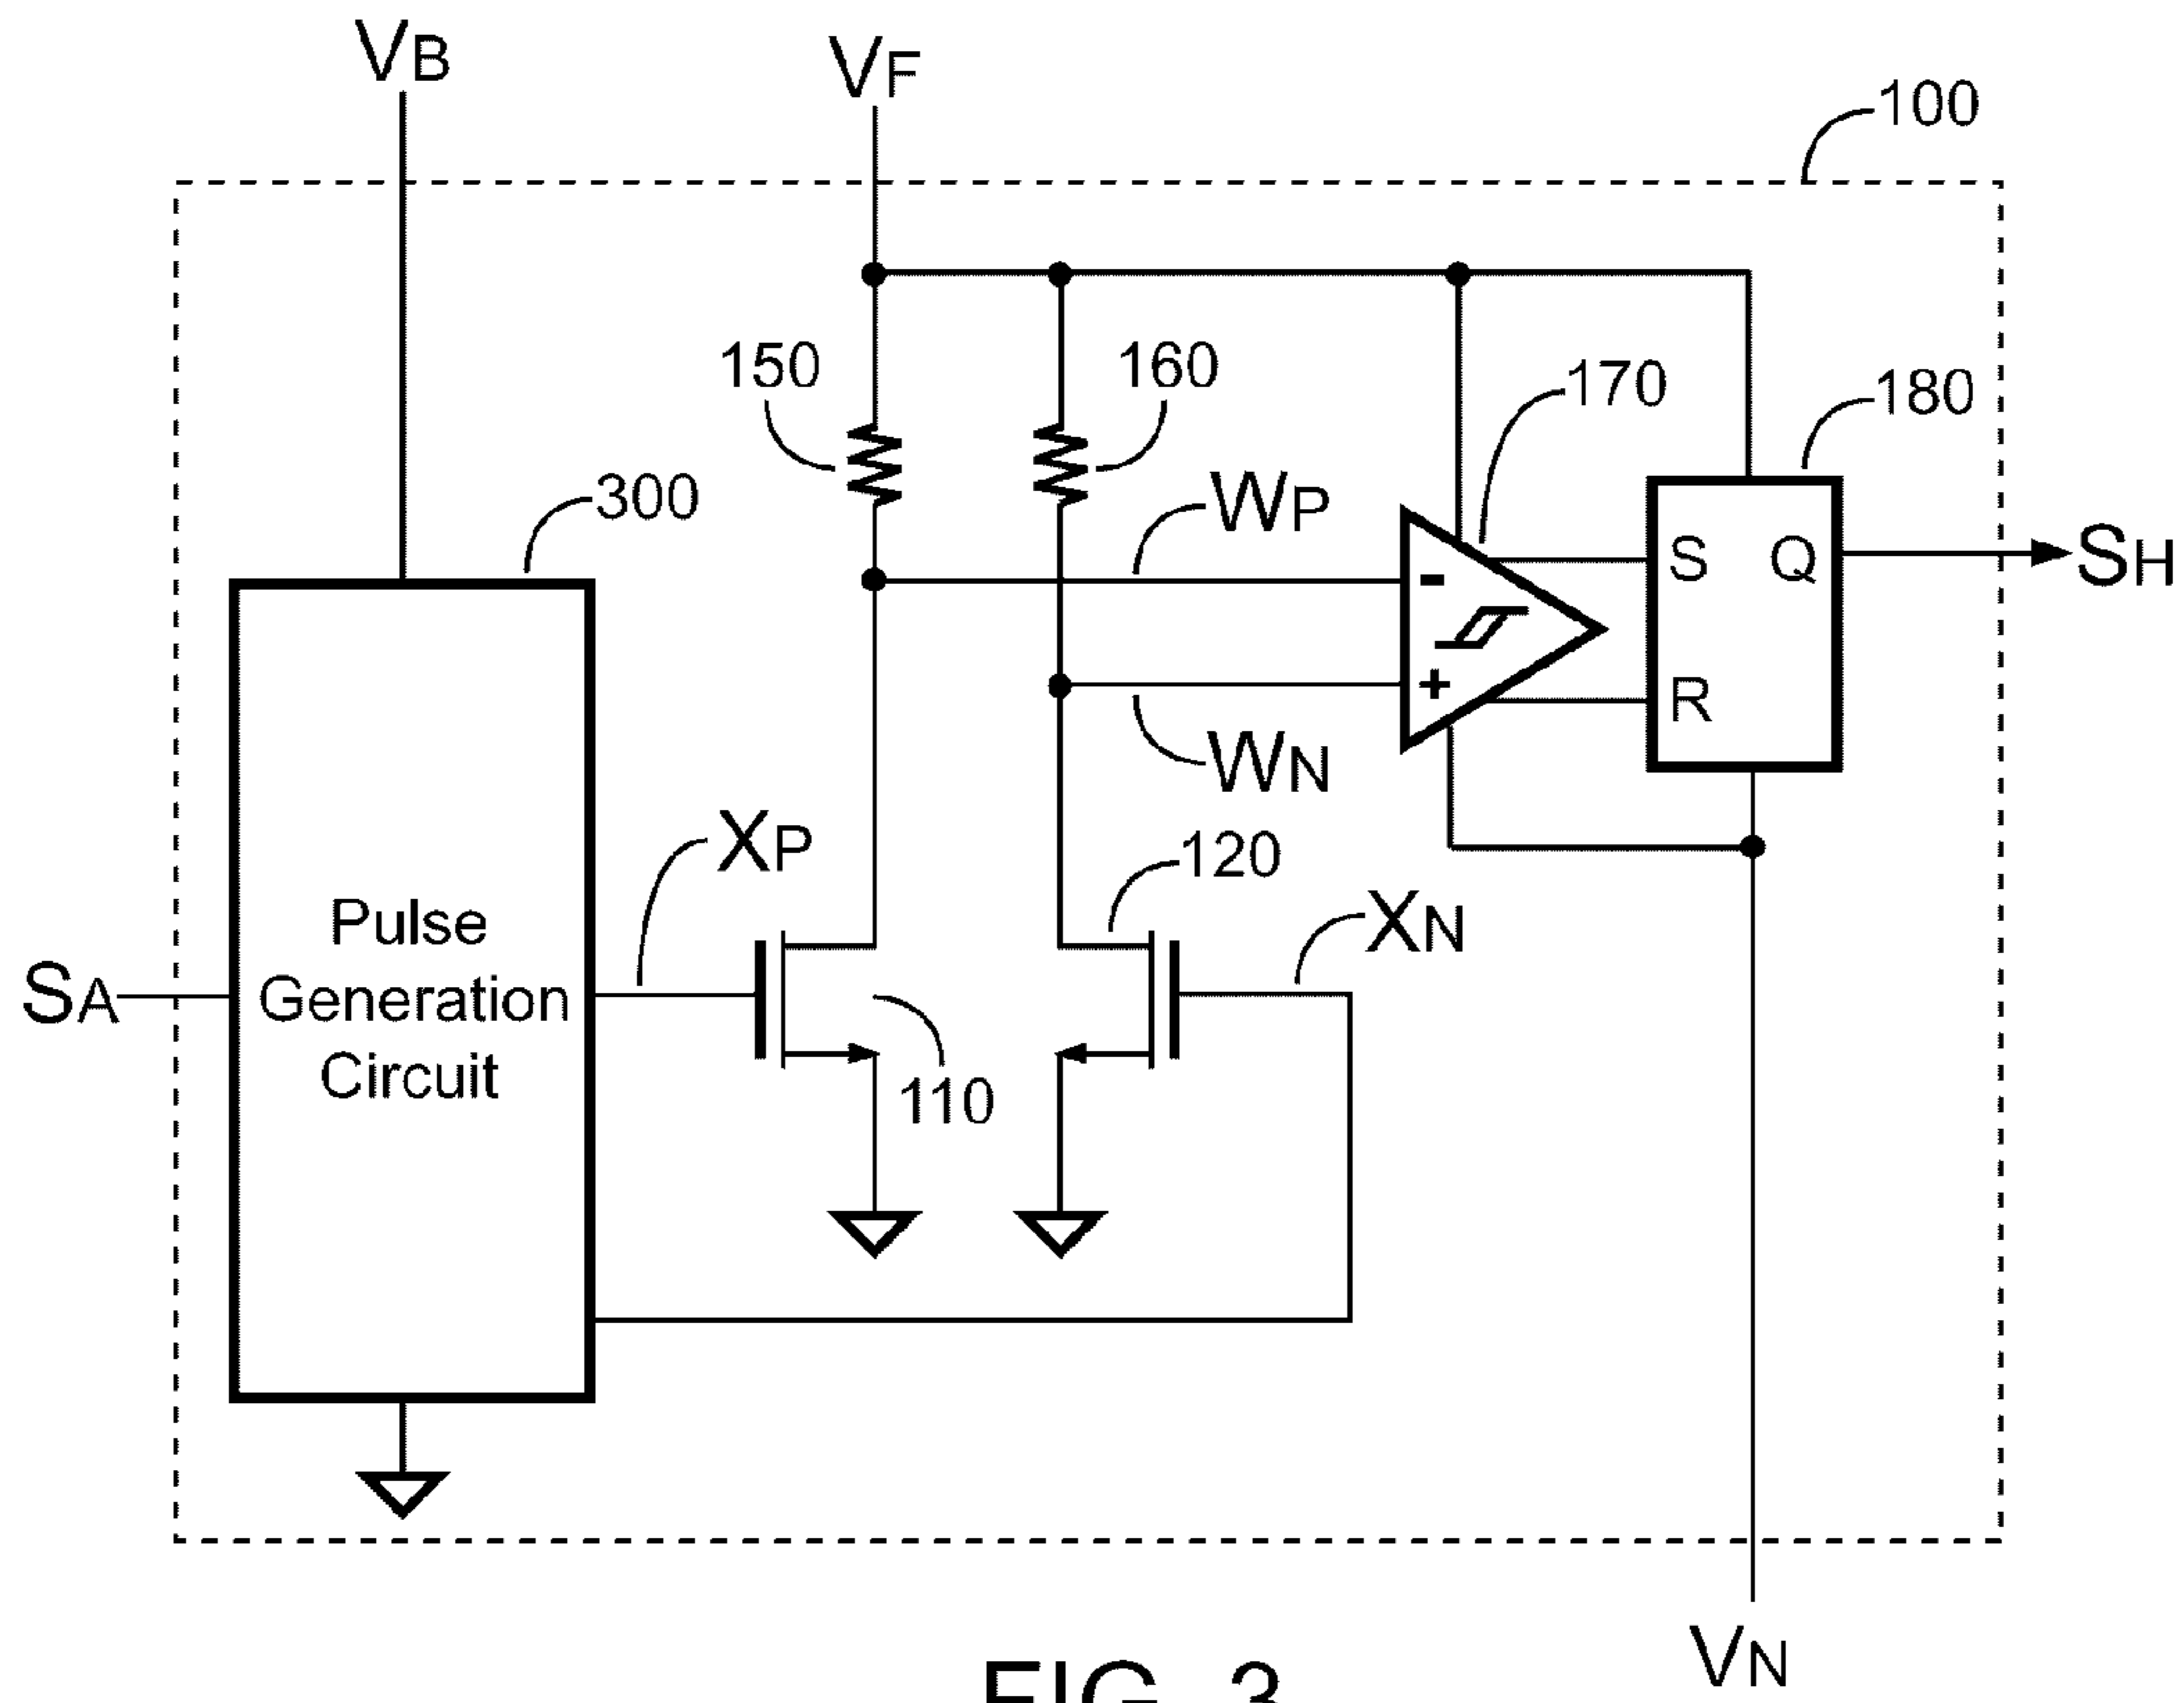 VB
VF
100
150
160
170
180
300
WP
S
Q
SH
-
+
R
WN
XP
120
XN
Pulse
Generation
Circuit
SA
110
VN
FIG. 3